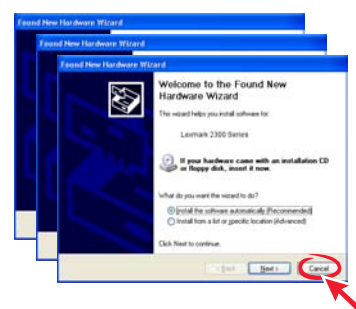 Found New Hardware Wizard
Found New Hardware Wizard
Found New Hardware Wizard
Welcome to the Found New
Hardware Wizard
This wizard helps you install software for:
Lexmark 2300 Series
If your hardware came with an installation CD
or floppy disk, insert it now.
What do you want the wizard to do?
Install the software automatically (Recommended)
Install from a list or specific location (Advanced)
Click Next to continue.
< Back
Next >
Cancel